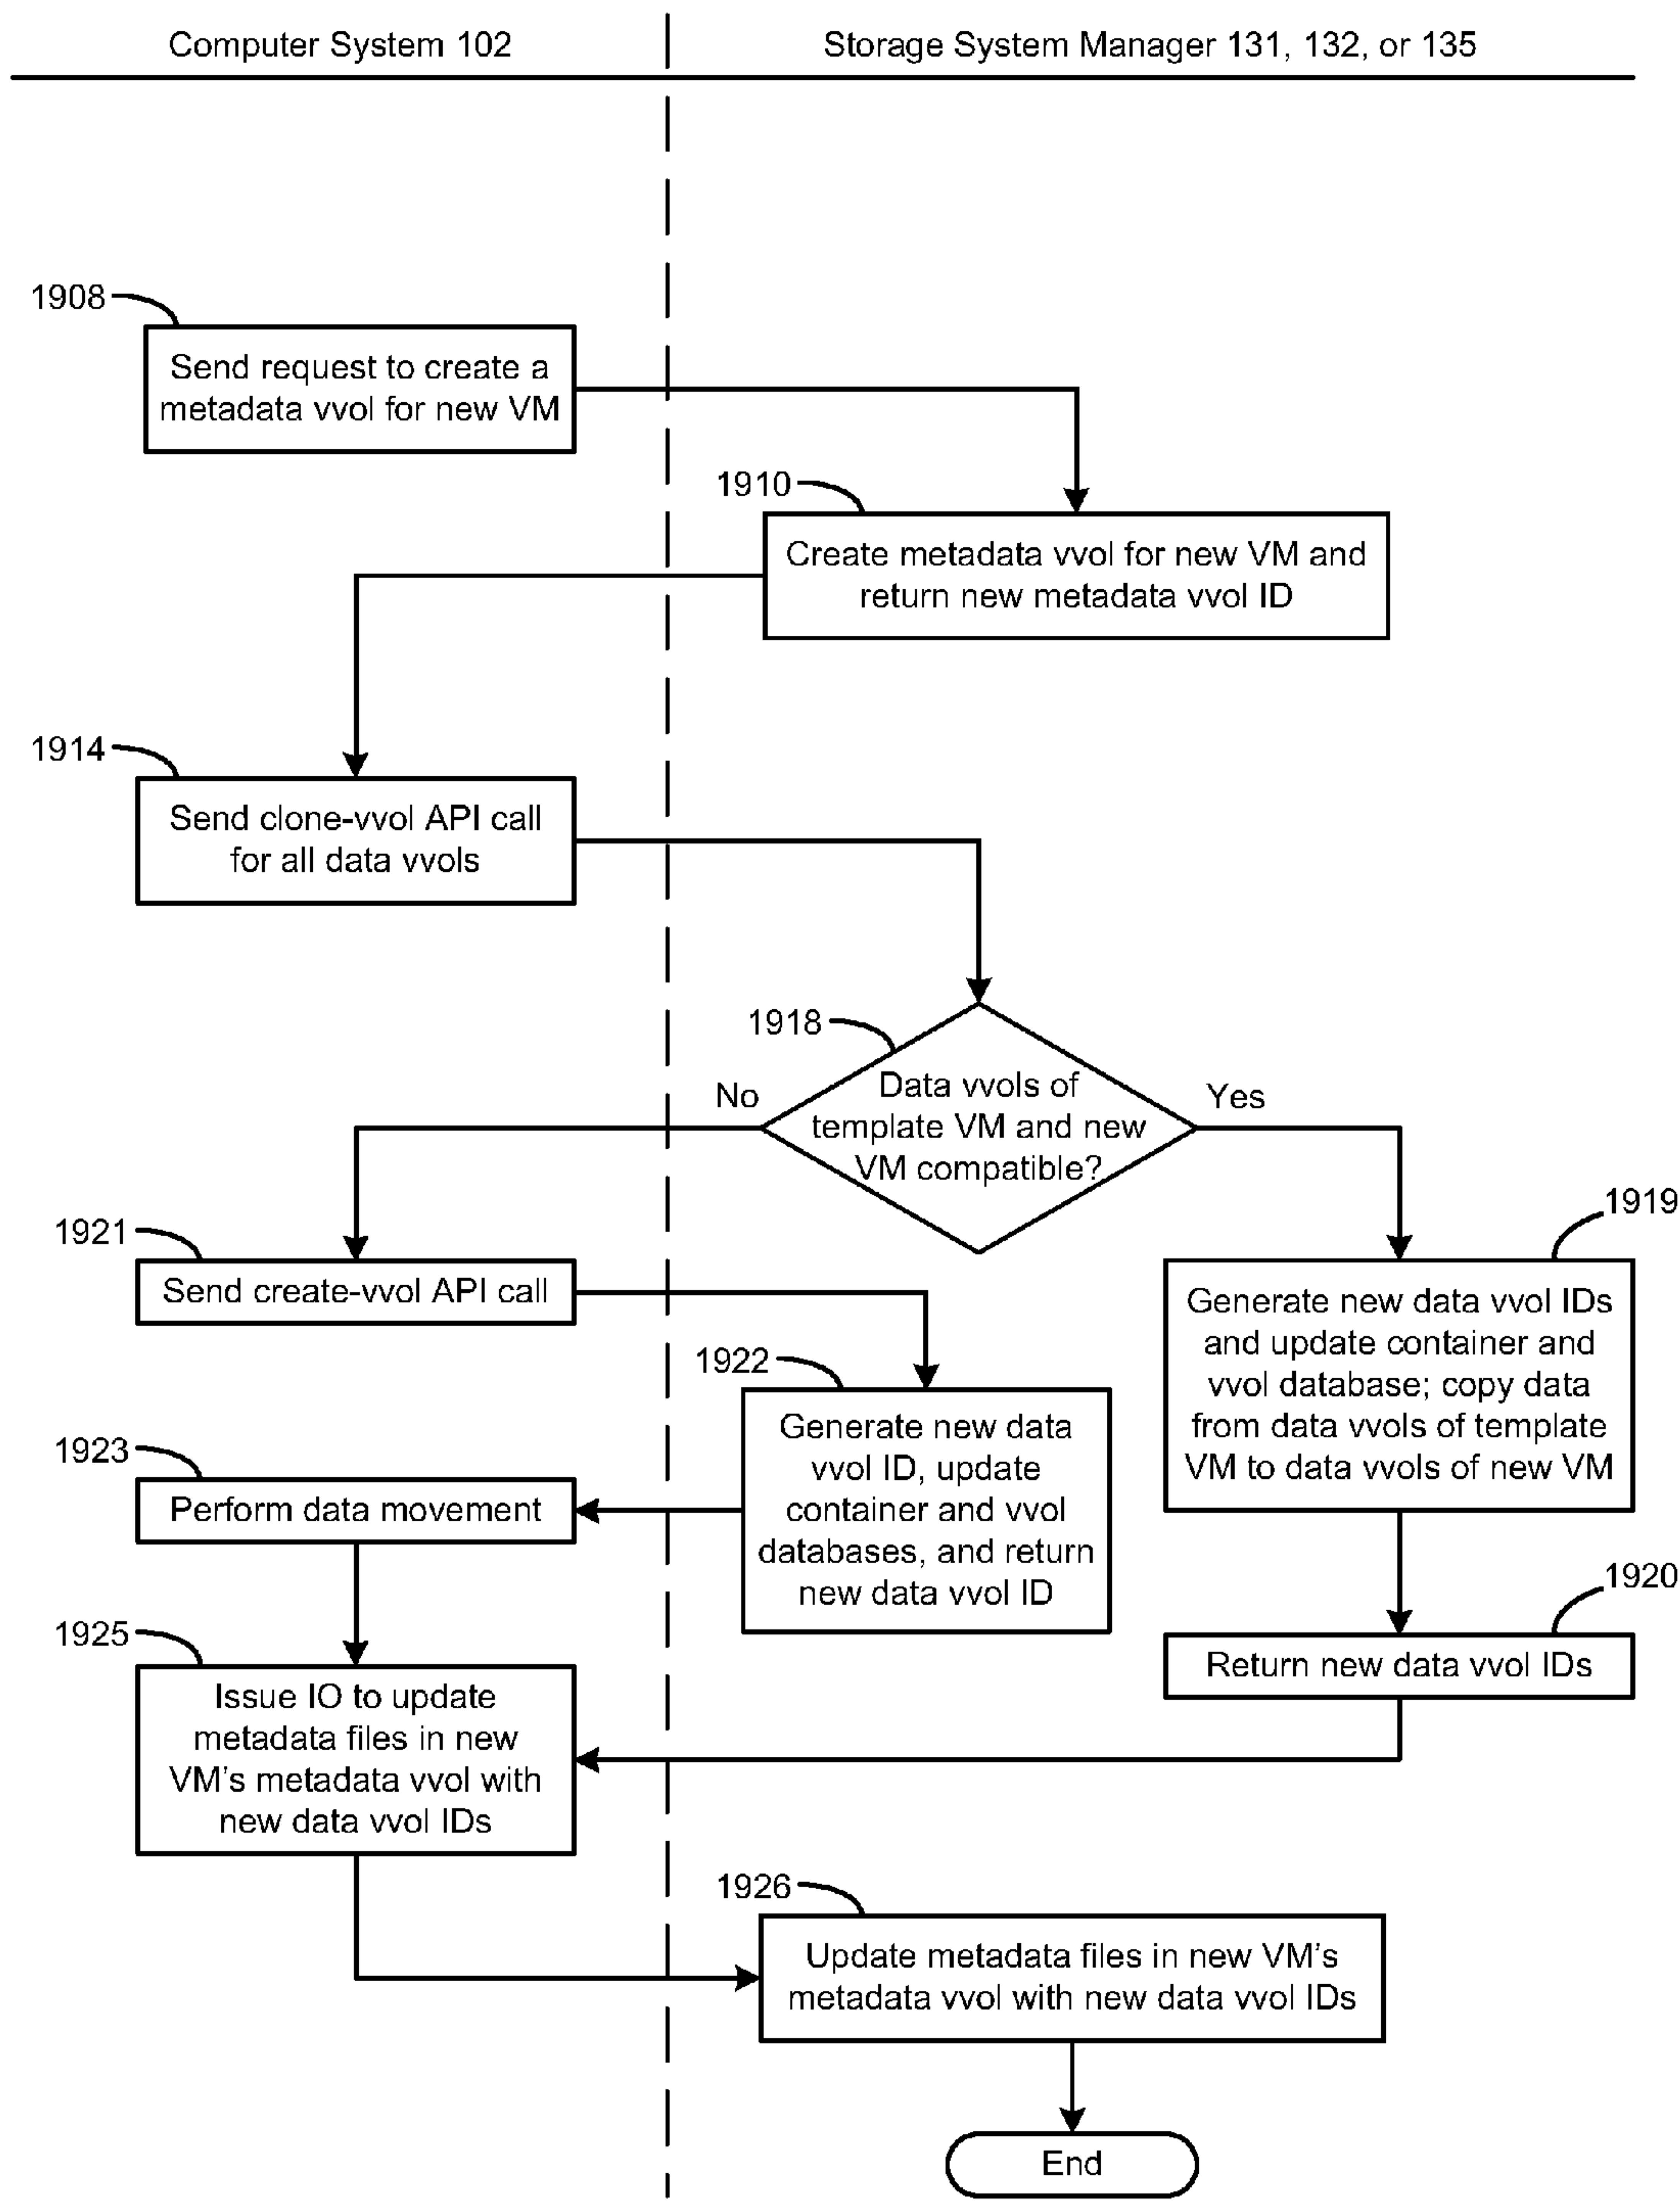 Computer System 102
Storage System Manager 131, 132, or 135
1908
Send request to create a
metadata vvol for new VM
1910
Create metadata vvol for new VM and
return new metadata vvol ID
1914
Send clone-vvol API call
for all data vvols
1918
Data vvols of
template VM and new
VM compatible?
No
Yes
1921
Send create-vvol API call
1919
Generate new data vvol IDs
and update container and
vvol database; copy data
from data vvols of template
VM to data vvols of new VM
1922
Generate new data
vvol ID, update
container and vvol
databases, and return
new data vvol ID
1923
Perform data movement
1920
Return new data vvol IDs
1925
Issue IO to update
metadata files in new
VM's metadata vvol with
new data vvol IDs
1926
Update metadata files in new VM's
metadata vvol with new data vvol IDs
End